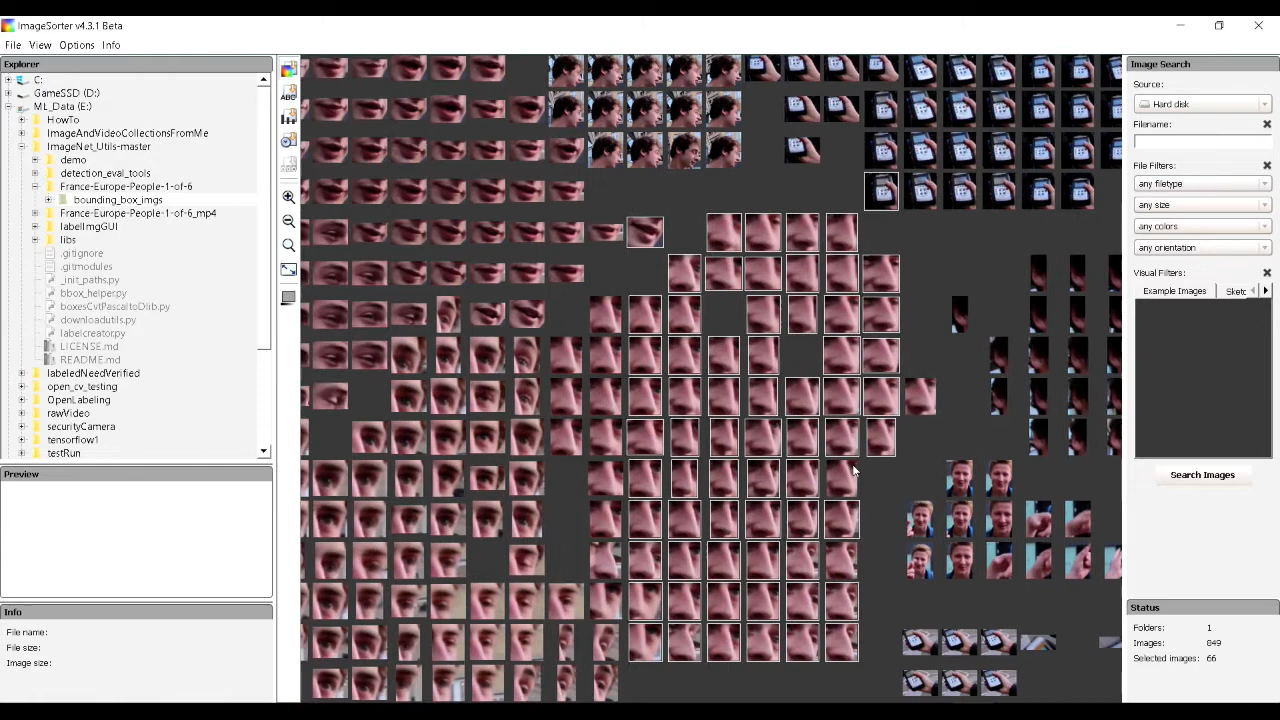 ImageSorter v4.3.1 Beta
File View Options Info
Explorer
C:
GameSSD (D:)
ML_Data (E:)
HowTo
ImageAndVideoCollectionsFromMe
ImageNet_Utils-master
demo
detection_eval_tools
France-Europe-People-1-of-6
bounding_box_imgs
France-Europe-People-1-of-6_mp4
labelImgGUI
libs
.gitignore
.gitmodules
_init_paths.py
bbox_helper.py
boxesCvtPascaltoDlib.py
downloadutils.py
labelcreator.py
LICENSE.md
README.md
labeledNeedVerified
open_cv_testing
OpenLabeling
rawVideo
securityCamera
tensorflow1
testRun
Preview
Info
File name:
File size:
Image size:
ABC
Image Search
Source:
Hard disk
Filename:
File Filters:
any filetype
any size
any colors
any orientation
Visual Filters:
Example Images Sketc
Search Images
Status
Folders: 1
Images: 849
Selected images: 66